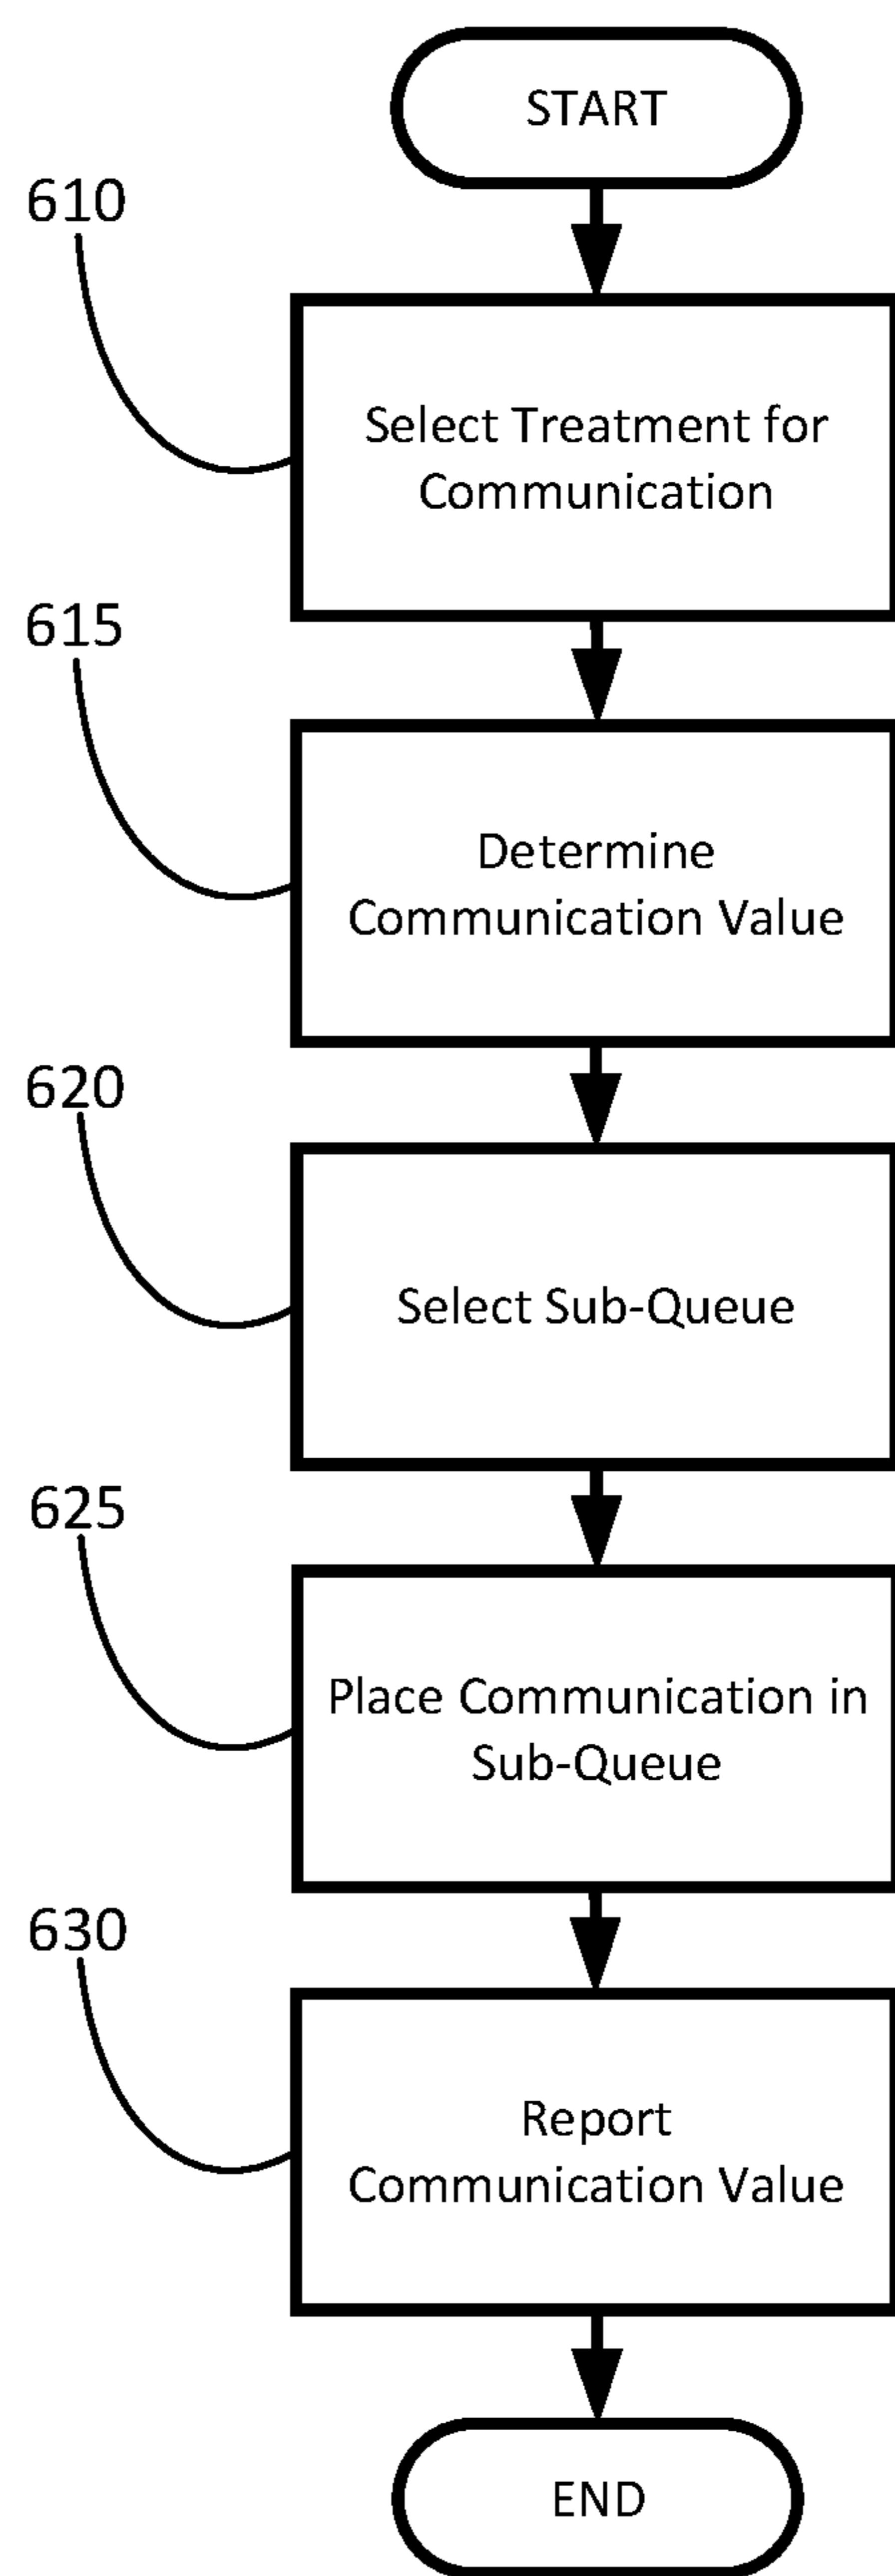 START
610
Select Treatment for
Communication
615
Determine
Communication Value
620
Select Sub-Queue
625
Place Communication in
Sub-Queue
630
Report
Communication Value
END